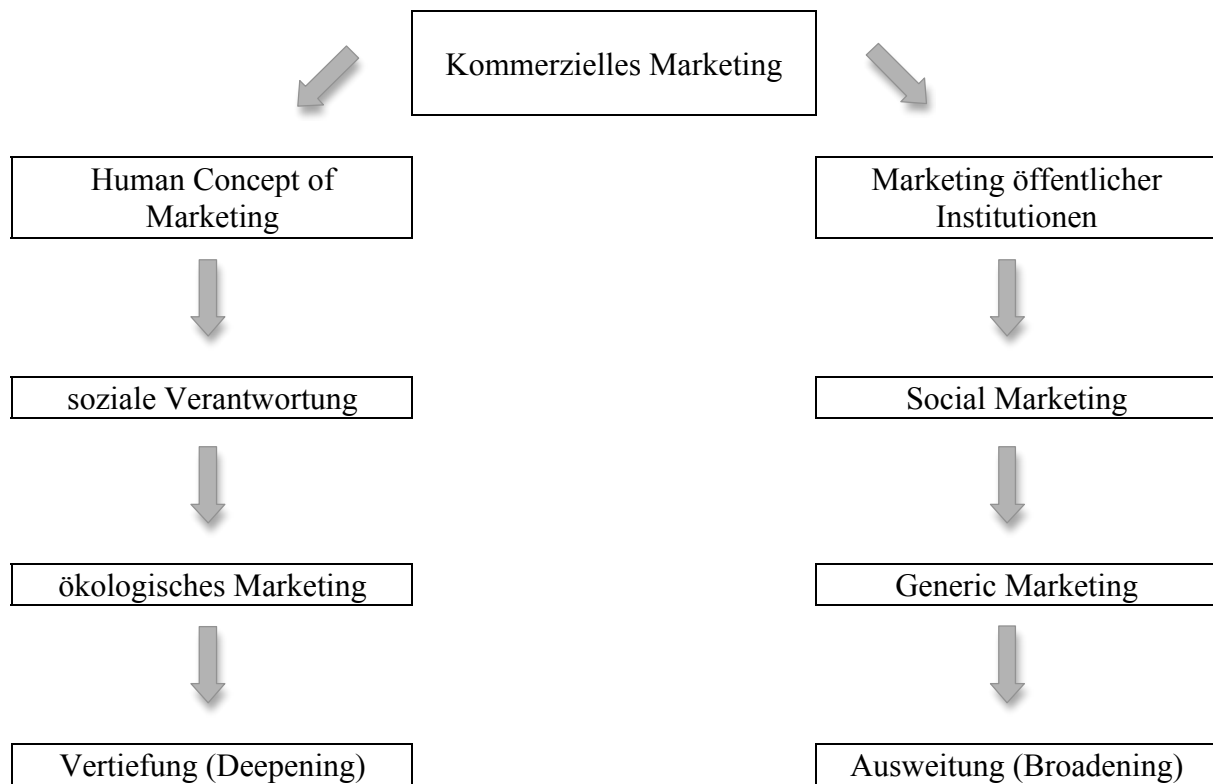 Kommerzielles Marketing
Human Concept of
Marketing
Marketing öffentlicher
Institutionen
soziale Verantwortung
Social Marketing
ökologisches Marketing
Generic Marketing
Vertiefung (Deepening)
Ausweitung (Broadening)